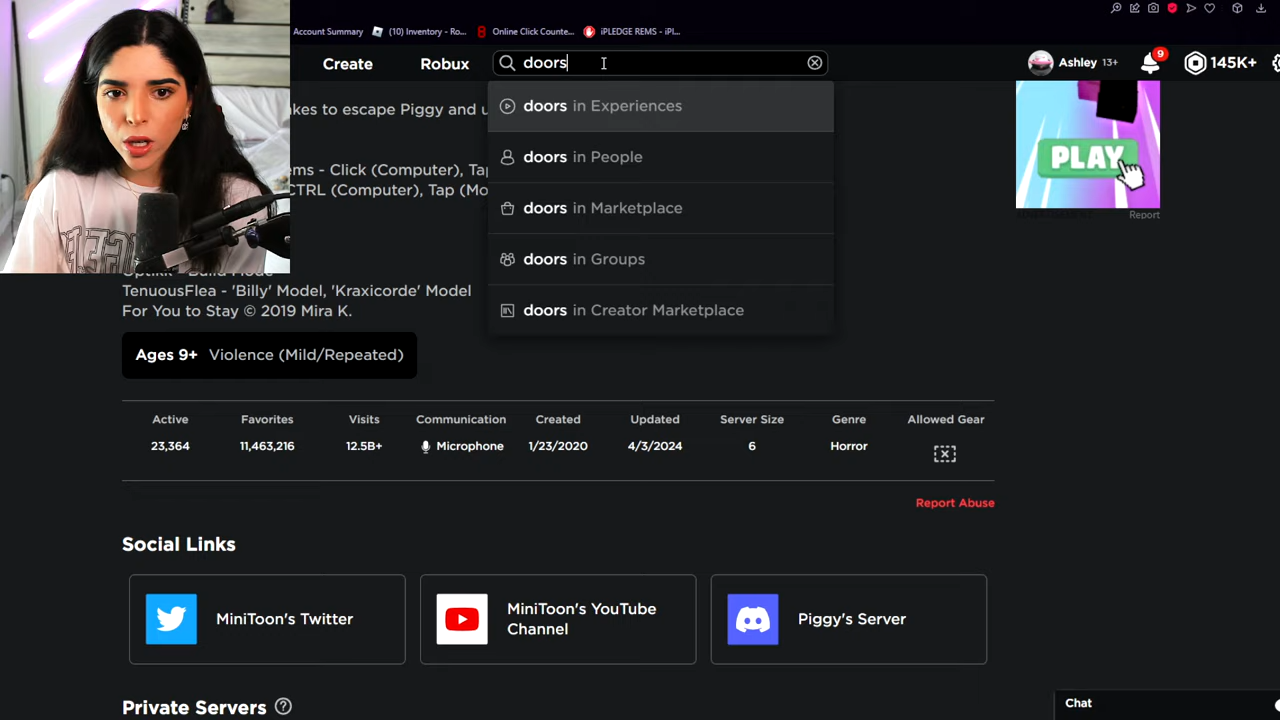 Account Summary
(10) Inventory - Ro...
Online Click Counte...
iPLEDGE REMS - iPl...
Create
Robux
doors
Ashley 13+
9
145K+
doors in Experiences
doors in People
doors in Marketplace
doors in Groups
doors in Creator Marketplace
akes to escape Piggy and u
ems - Click (Computer), Tap
CTRL (Computer), Tap (Mo
PLAY
Report
Optikk - Build Mode
TenuousFlea - 'Billy' Model, 'Kraxicorde' Model
For You to Stay © 2019 Mira K.
Ages 9+ Violence (Mild/Repeated)
Active Favorites Visits Communication Created Updated Server Size Genre Allowed Gear
23,364 11,463,216 12.5B+ Microphone 1/23/2020 4/3/2024 6 Horror
Report Abuse
Social Links
MiniToon's Twitter
MiniToon's YouTube
Channel
Piggy's Server
Private Servers ?
Chat